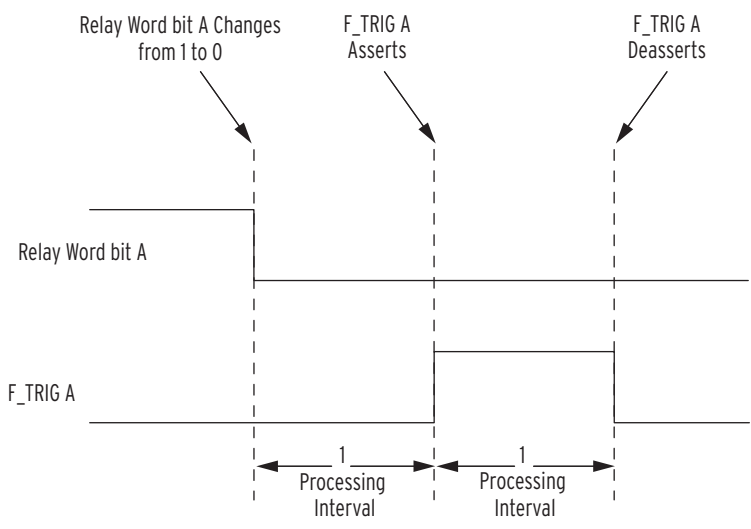 Relay Word bit A Changes
from 1 to 0
F_TRIG A
Asserts
F_TRIG A
Deasserts
Relay Word bit A
F_TRIG A
1
Processing
Interval
1
Processing
Interval